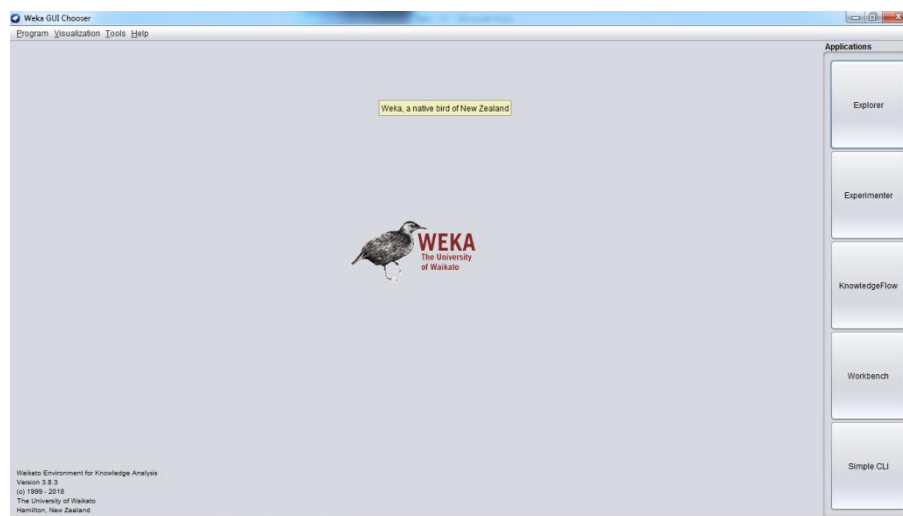 Weka GUI Chooser
Program Visualization Tools Help
Applications
Weka, a native bird of New Zealand
Explorer
Experimenter
WEKA
The University
of Waikato
KnowledgeFlow
Workbench
Simple CLI
Waikato Environment for Knowledge Analysis
Version 3.8.3
(c) 1999 - 2018
The University of Waikato
Hamilton, New Zealand